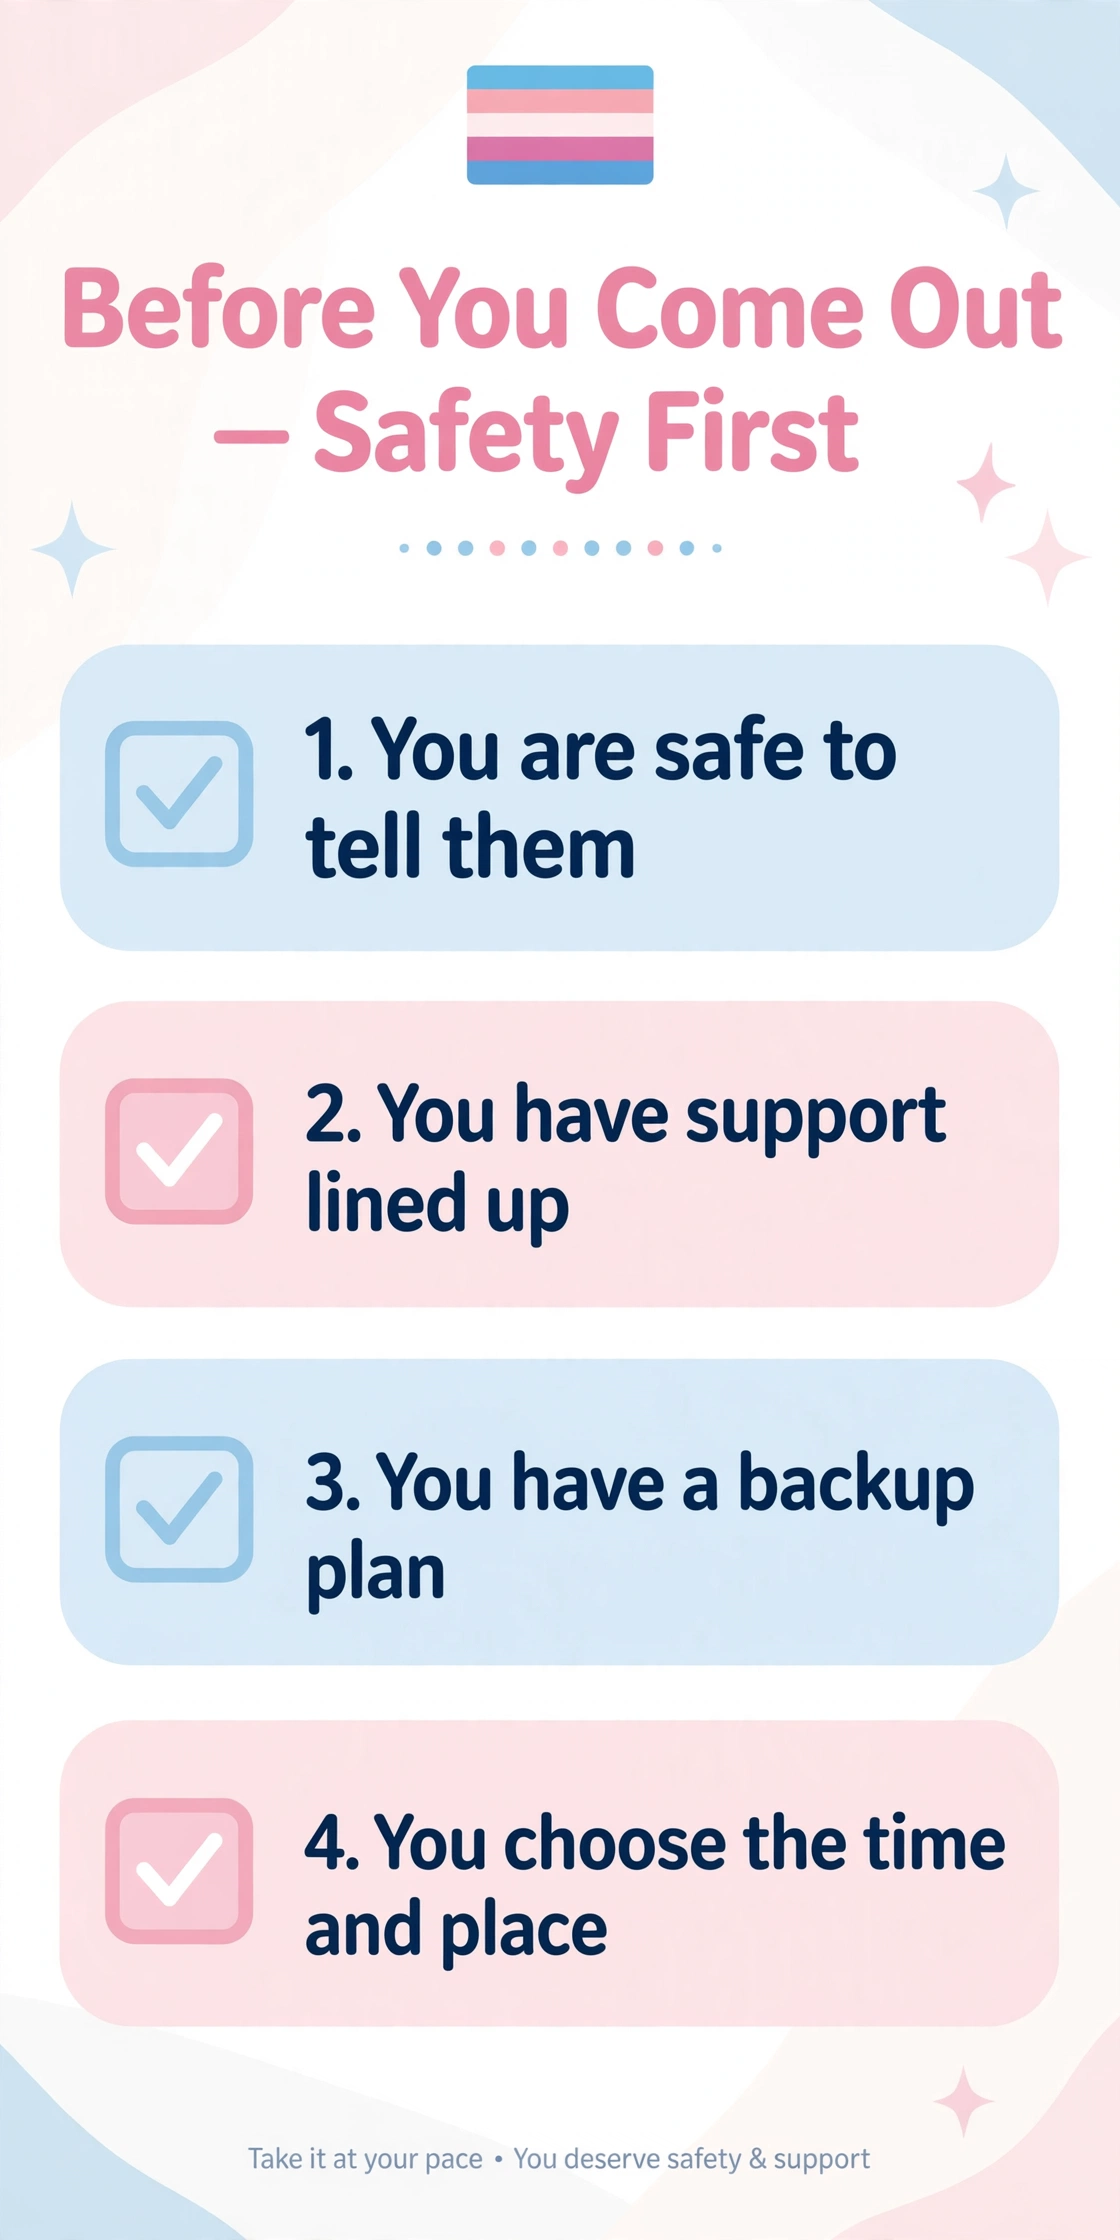 Before You Come Out
— Safety First
1. You are safe to
tell them
2. You have support
lined up
3. You have a backup
plan
4. You choose the time
and place
Take it at your pace • You deserve safety & support